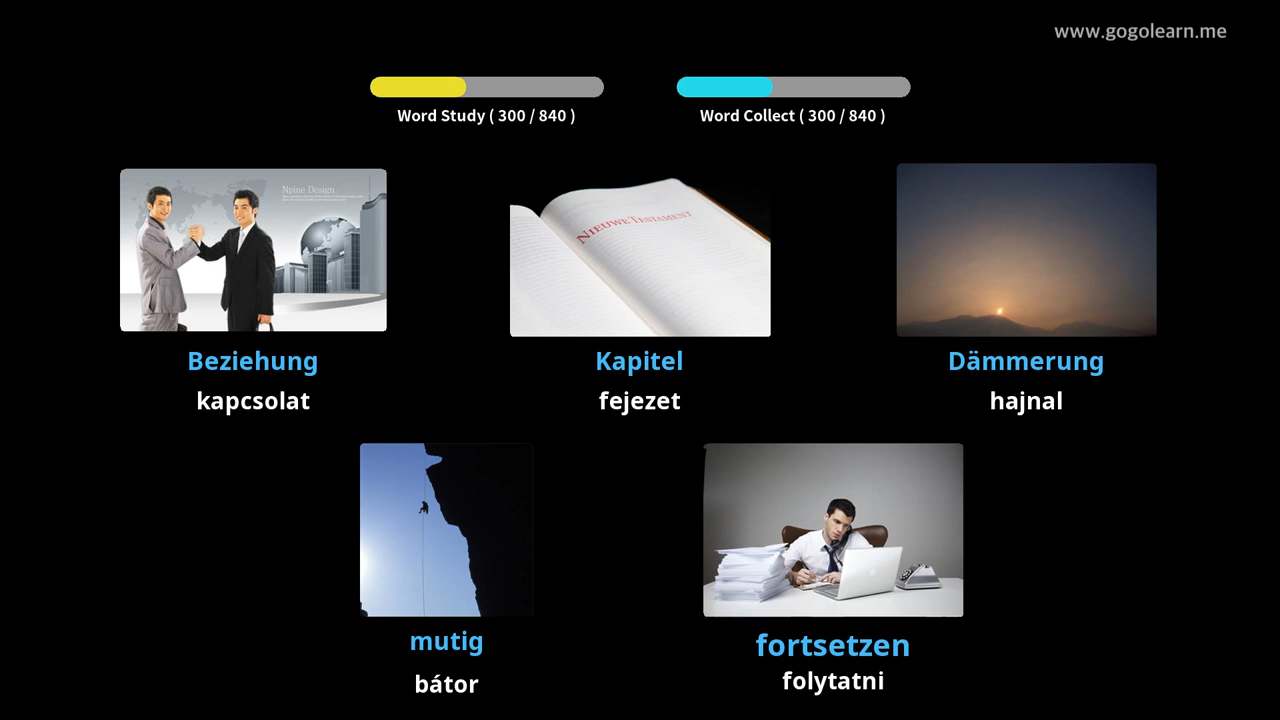 www.gogolearn.me
Word Study ( 300 / 840 )
Word Collect ( 300 / 840 )
Npine Design
NIEUWE TESTAMENT
Beziehung
Kapitel
Dämmerung
kapcsolat
fejezet
hajnal
mutig
fortsetzen
bátor
folytatni